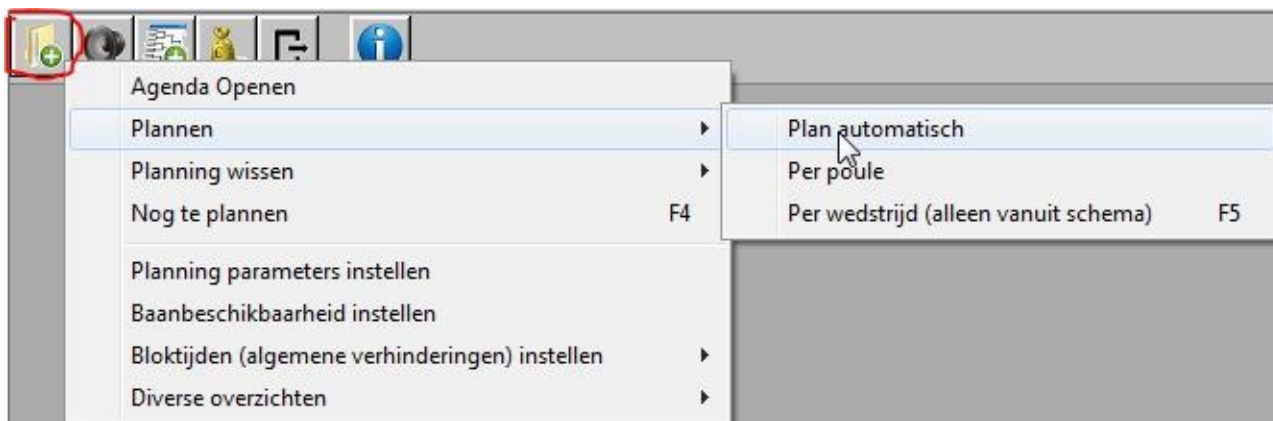 Agenda Openen
Plannen
Plan automatisch
Planning wissen
Per poule
Nog te plannen F4
Per wedstrijd (alleen vanuit schema) F5
Planning parameters instellen
Baanbeschikbaarheid instellen
Bloktijden (algemene verhinderingen) instellen
Diverse overzichten